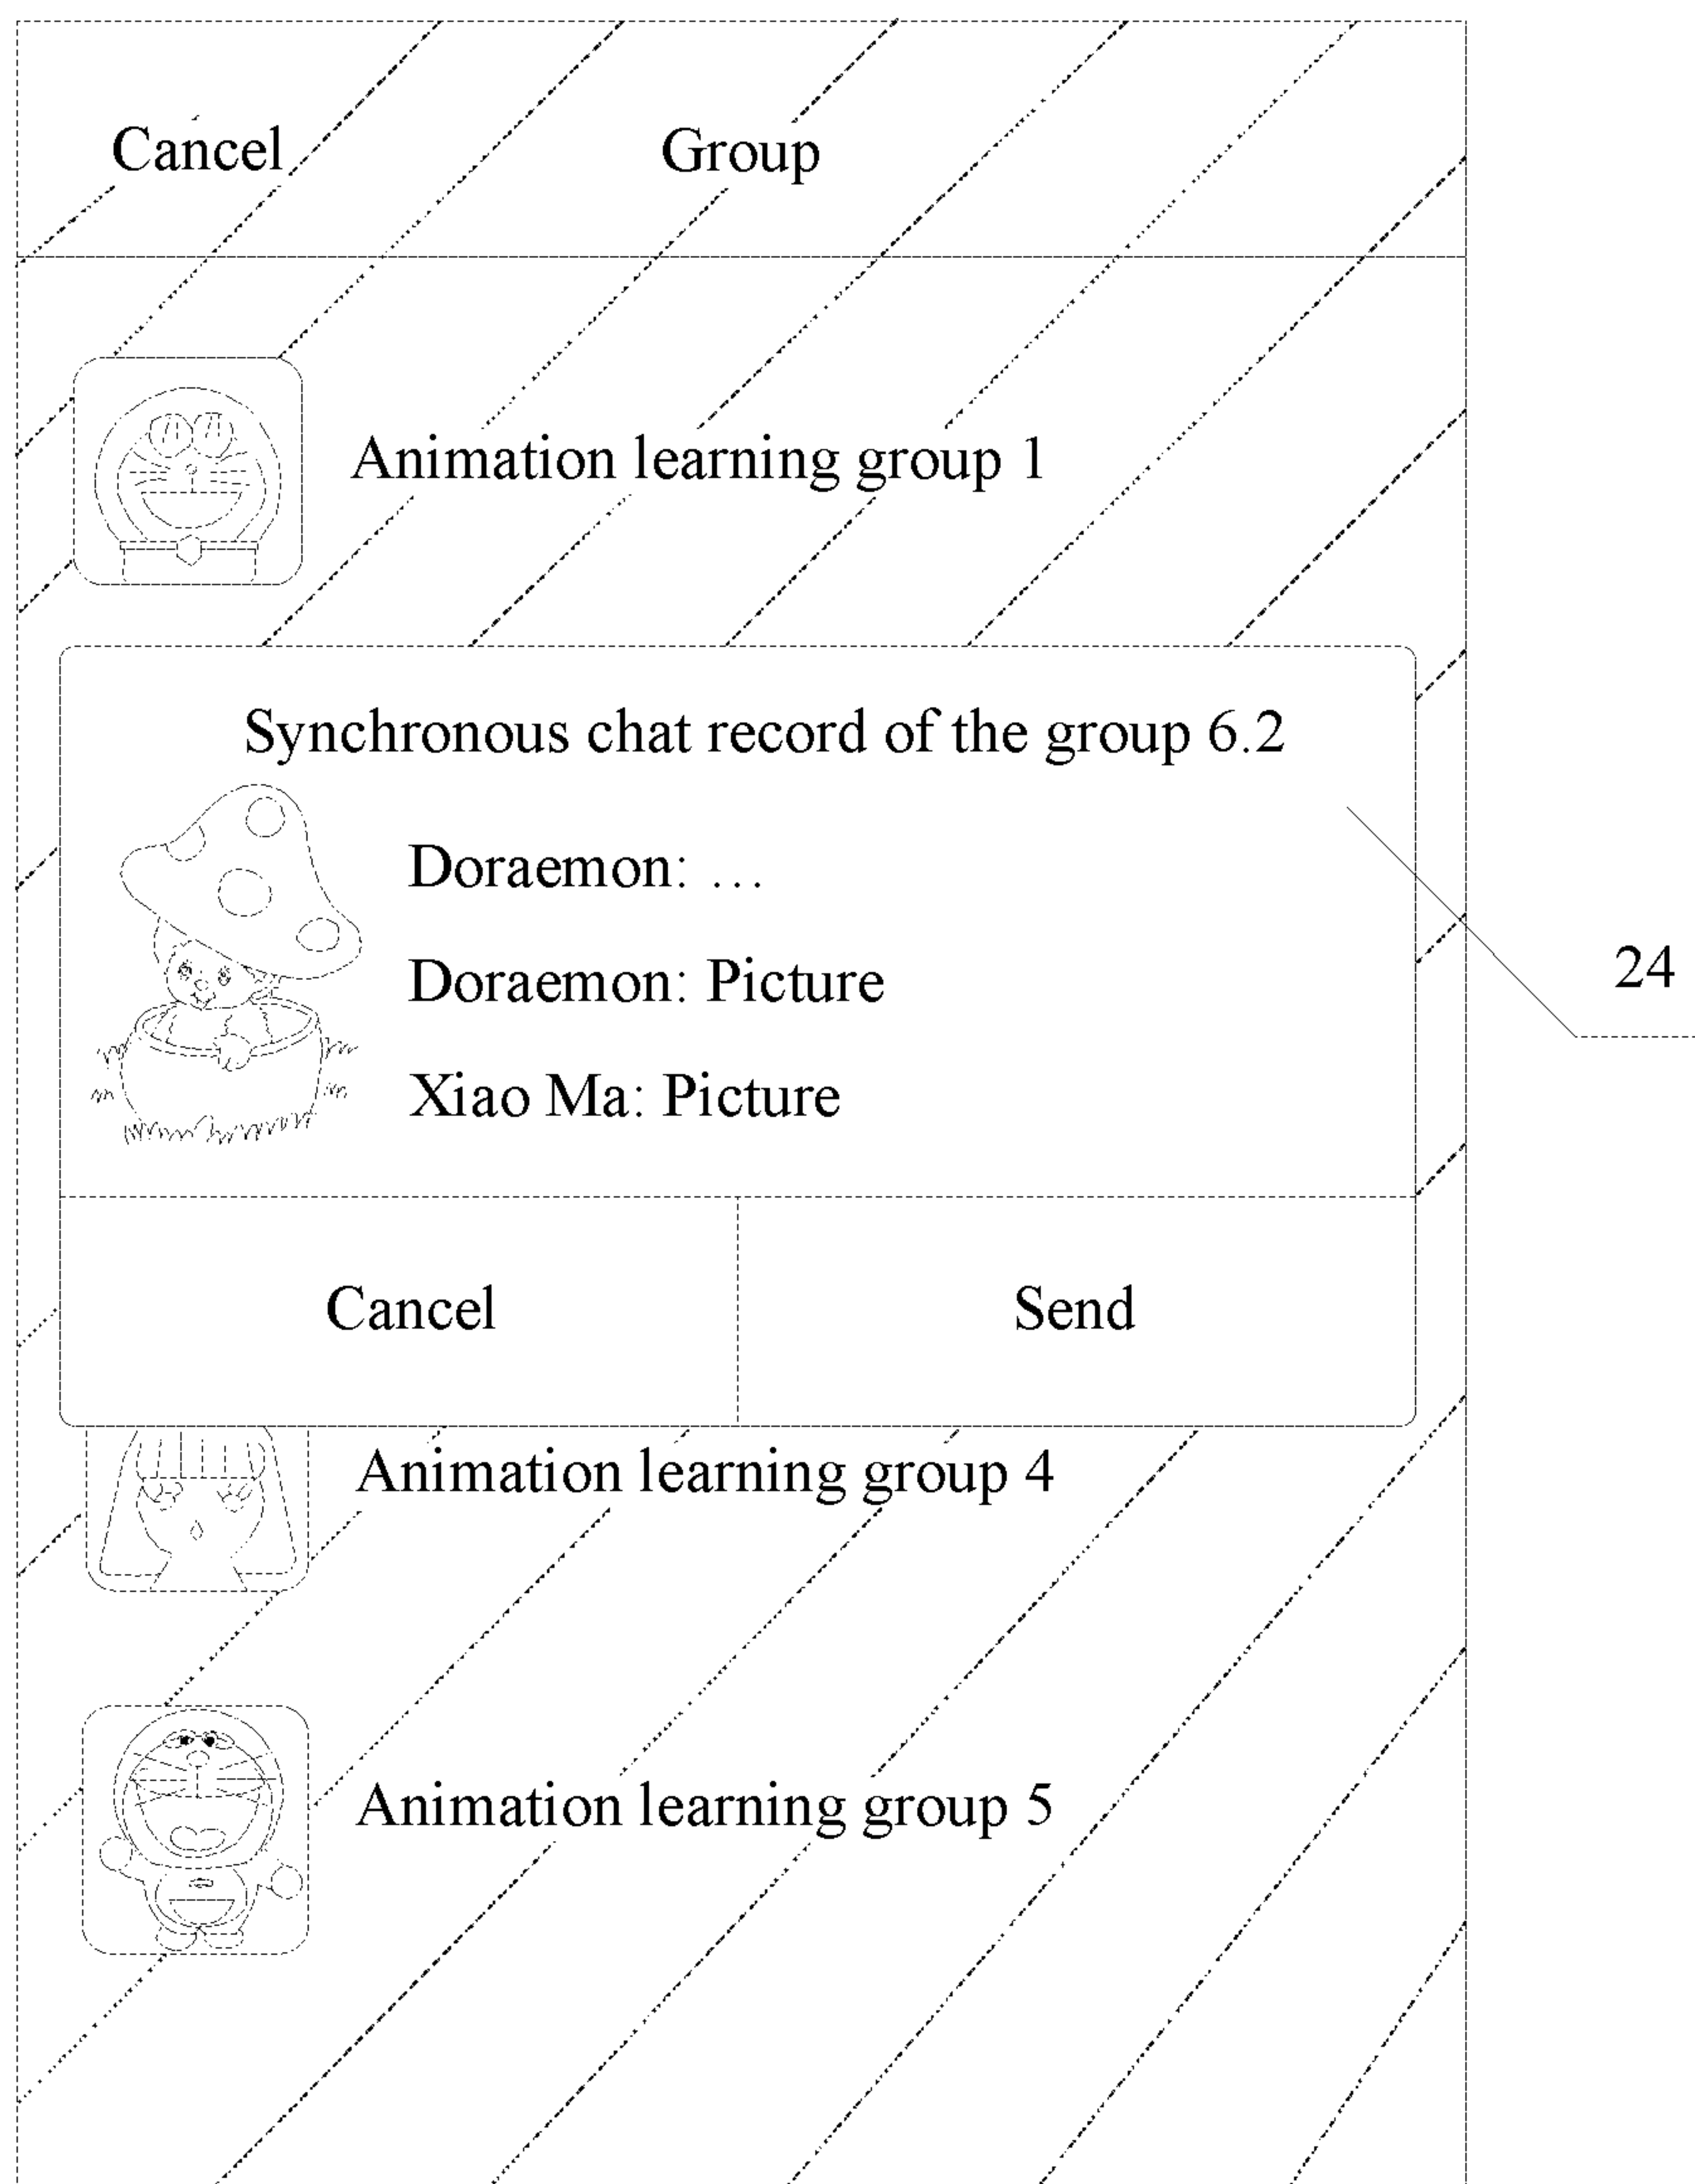 Cancel Group
Animation learning group 1
Synchronous chat record of the group 6.2
Doraemon: …
Doraemon: Picture
Xiao Ma: Picture
24
Cancel Send
Animation learning group 4
Animation learning group 5